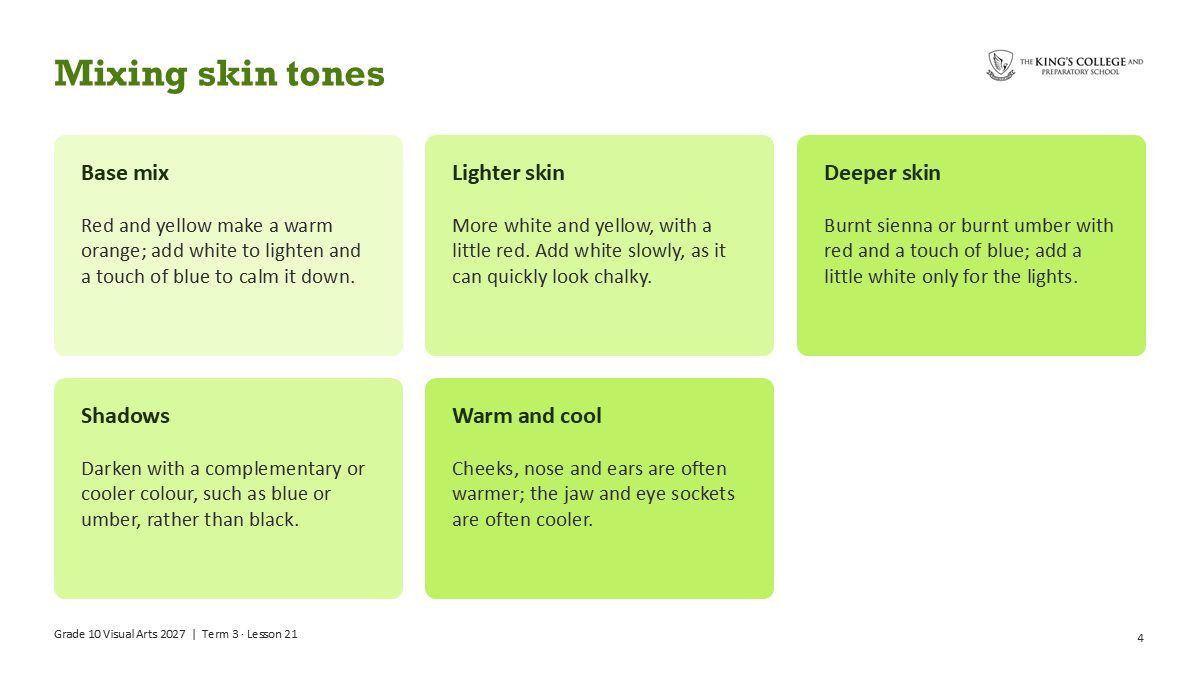 Mixing skin tones
THE KING'S COLLEGE AND
PREPARATORY SCHOOL
Base mix
Red and yellow make a warm
orange; add white to lighten and
a touch of blue to calm it down.
Lighter skin
More white and yellow, with a
little red. Add white slowly, as it
can quickly look chalky.
Deeper skin
Burnt sienna or burnt umber with
red and a touch of blue; add a
little white only for the lights.
Shadows
Darken with a complementary or
cooler colour, such as blue or
umber, rather than black.
Warm and cool
Cheeks, nose and ears are often
warmer; the jaw and eye sockets
are often cooler.
Grade 10 Visual Arts 2027 | Term 3 · Lesson 21
4